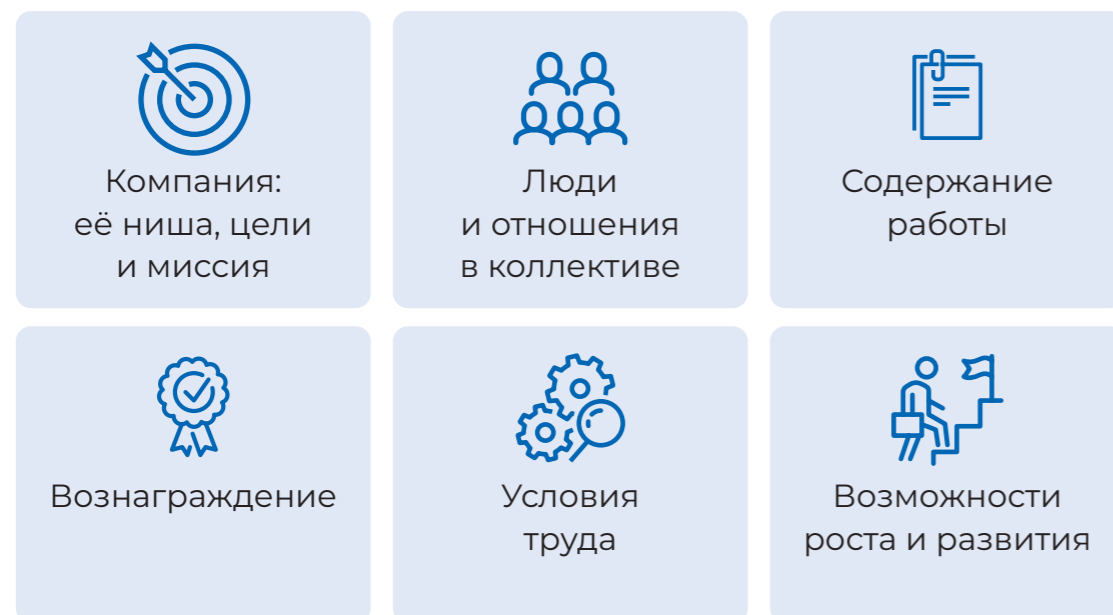 Компания:
её ниша, цели
и миссия
Люди
и отношения
в коллективе
Содержание
работы
Вознаграждение
Условия
труда
Возможности
роста и развития